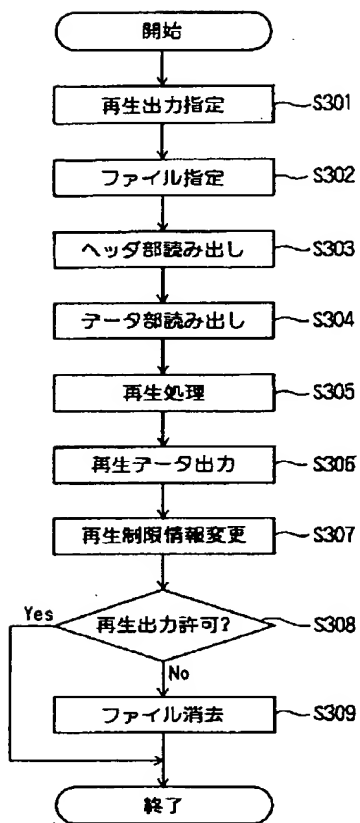 開始
再生出力指定 S301
ファイル指定 S302
ヘッダ部読み出し S303
データ部読み出し S304
再生処理 S305
再生データ出力 S306
再生制限情報変更 S307
Yes 再生出力許可? S308
No
ファイル消去 S309
終了